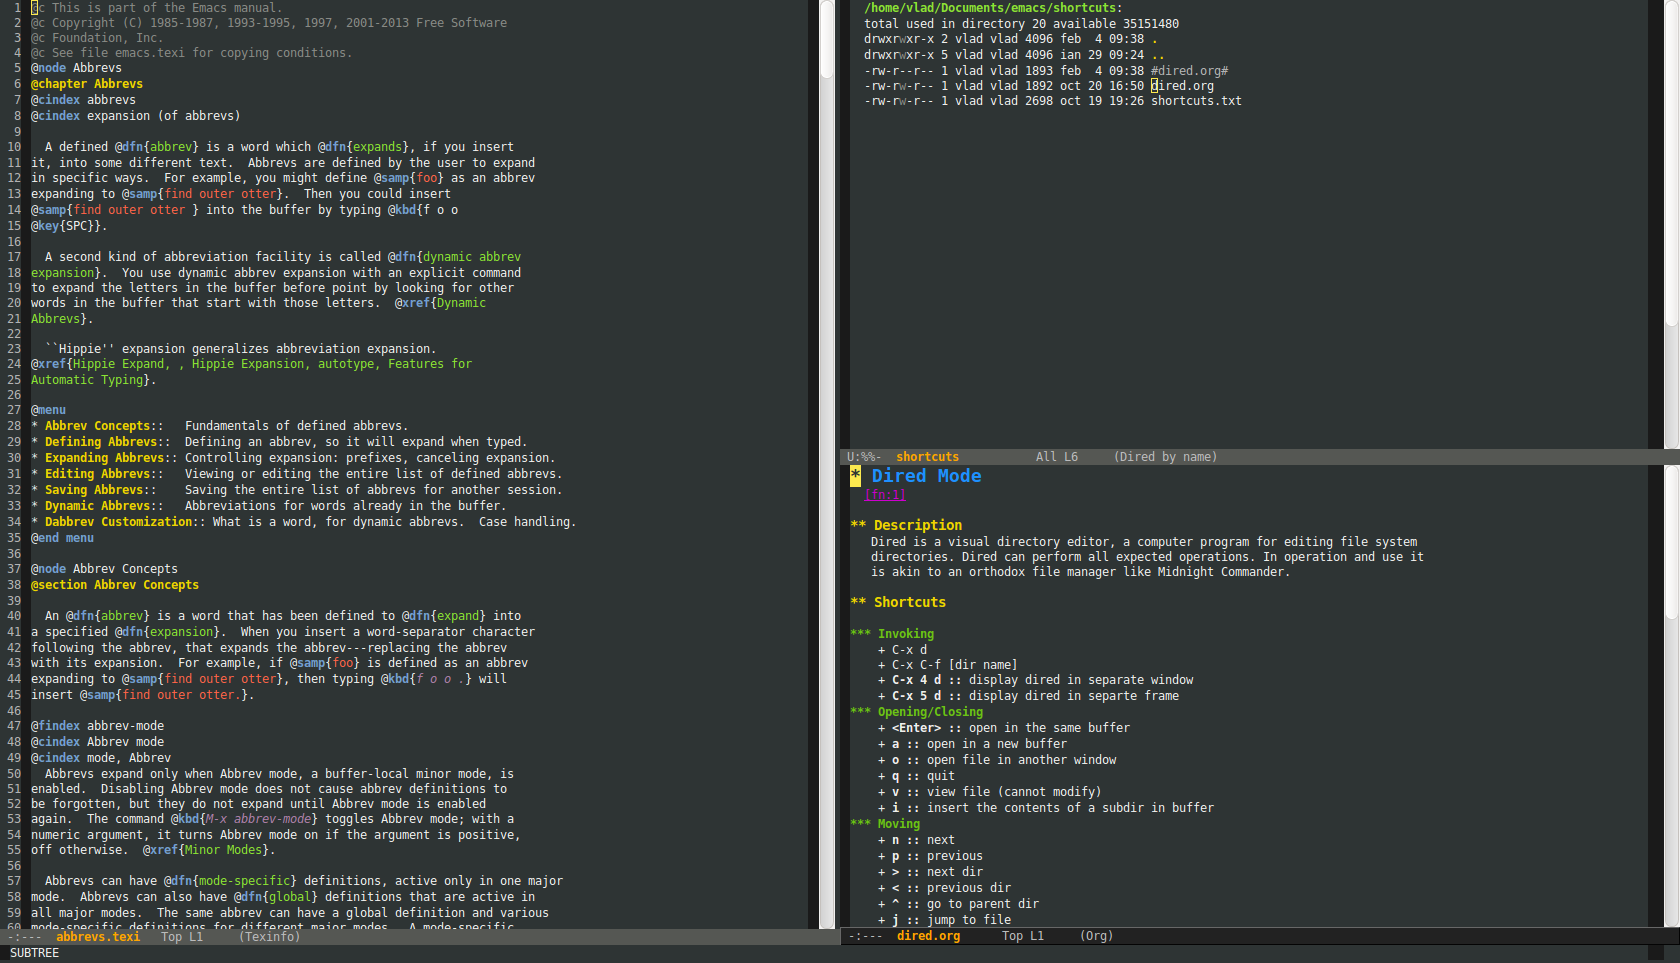 1 @c This is part of the Emacs manual.
2 @c Copyright (C) 1985-1987, 1993-1995, 1997, 2001-2013 Free Software
3 @c Foundation, Inc.
4 @c See file emacs.texi for copying conditions.
5 @node Abbrevs
6 @chapter Abbrevs
7 @cindex abbrevs
8 @cindex expansion (of abbrevs)
9
10   A defined @dfn{abbrev} is a word which @dfn{expands}, if you insert
11 it, into some different text.  Abbrevs are defined by the user to expand
12 in specific ways.  For example, you might define @samp{foo} as an abbrev
13 expanding to @samp{find outer otter}.  Then you could insert
14 @samp{find outer otter } into the buffer by typing @kbd{f o o
15 @key{SPC}}.
16
17   A second kind of abbreviation facility is called @dfn{dynamic abbrev
18 expansion}.  You use dynamic abbrev expansion with an explicit command
19 to expand the letters in the buffer before point by looking for other
20 words in the buffer that start with those letters.  @xref{Dynamic
21 Abbrevs}.
22
23   ``Hippie'' expansion generalizes abbreviation expansion.
24 @xref{Hippie Expand, , Hippie Expansion, autotype, Features for
25 Automatic Typing}.
26
27 @menu
28 * Abbrev Concepts::   Fundamentals of defined abbrevs.
29 * Defining Abbrevs::  Defining an abbrev, so it will expand when typed.
30 * Expanding Abbrevs:: Controlling expansion: prefixes, canceling expansion.
31 * Editing Abbrevs::   Viewing or editing the entire list of defined abbrevs.
32 * Saving Abbrevs::    Saving the entire list of abbrevs for another session.
33 * Dynamic Abbrevs::   Abbreviations for words already in the buffer.
34 * Dabbrev Customization:: What is a word, for dynamic abbrevs.  Case handling.
35 @end menu
36
37 @node Abbrev Concepts
38 @section Abbrev Concepts
39
40   An @dfn{abbrev} is a word that has been defined to @dfn{expand} into
41 a specified @dfn{expansion}.  When you insert a word-separator character
42 following the abbrev, that expands the abbrev---replacing the abbrev
43 with its expansion.  For example, if @samp{foo} is defined as an abbrev
44 expanding to @samp{find outer otter}, then typing @kbd{f o o .} will
45 insert @samp{find outer otter.}.
46
47 @findex abbrev-mode
48 @cindex Abbrev mode
49 @cindex mode, Abbrev
50   Abbrevs expand only when Abbrev mode, a buffer-local minor mode, is
51 enabled.  Disabling Abbrev mode does not cause abbrev definitions to
52 be forgotten, but they do not expand until Abbrev mode is enabled
53 again.  The command @kbd{M-x abbrev-mode} toggles Abbrev mode; with a
54 numeric argument, it turns Abbrev mode on if the argument is positive,
55 off otherwise.  @xref{Minor Modes}.
56
57   Abbrevs can have @dfn{mode-specific} definitions, active only in one major
58 mode.  Abbrevs can also have @dfn{global} definitions that are active in
59 all major modes.  The same abbrev can have a global definition and various
60 mode-specific definitions for different major modes.  A mode-specific
-:---  abbrevs.texi   Top L1     (Texinfo)
/home/vlad/Documents/emacs/shortcuts:
total used in directory 20 available 35151480
drwxrwxr-x 2 vlad vlad 4096 feb  4 09:38 .
drwxrwxr-x 5 vlad vlad 4096 ian 29 09:24 ..
-rw-r--r-- 1 vlad vlad 1893 feb  4 09:38 #dired.org#
-rw-rw-r-- 1 vlad vlad 1892 oct 20 16:50 dired.org
-rw-rw-r-- 1 vlad vlad 2698 oct 19 19:26 shortcuts.txt
U:%%-  shortcuts           All L6     (Dired by name)
* Dired Mode
[fn:1]
** Description
Dired is a visual directory editor, a computer program for editing file system
directories. Dired can perform all expected operations. In operation and use it
is akin to an orthodox file manager like Midnight Commander.
** Shortcuts
*** Invoking
+ C-x d
+ C-x C-f [dir name]
+ C-x 4 d :: display dired in separate window
+ C-x 5 d :: display dired in separte frame
*** Opening/Closing
+ <Enter> :: open in the same buffer
+ a :: open in a new buffer
+ o :: open file in another window
+ q :: quit
+ v :: view file (cannot modify)
+ i :: insert the contents of a subdir in buffer
*** Moving
+ n :: next
+ p :: previous
+ > :: next dir
+ < :: previous dir
+ ^ :: go to parent dir
+ j :: jump to file
-:---  dired.org      Top L1     (Org)
SUBTREE